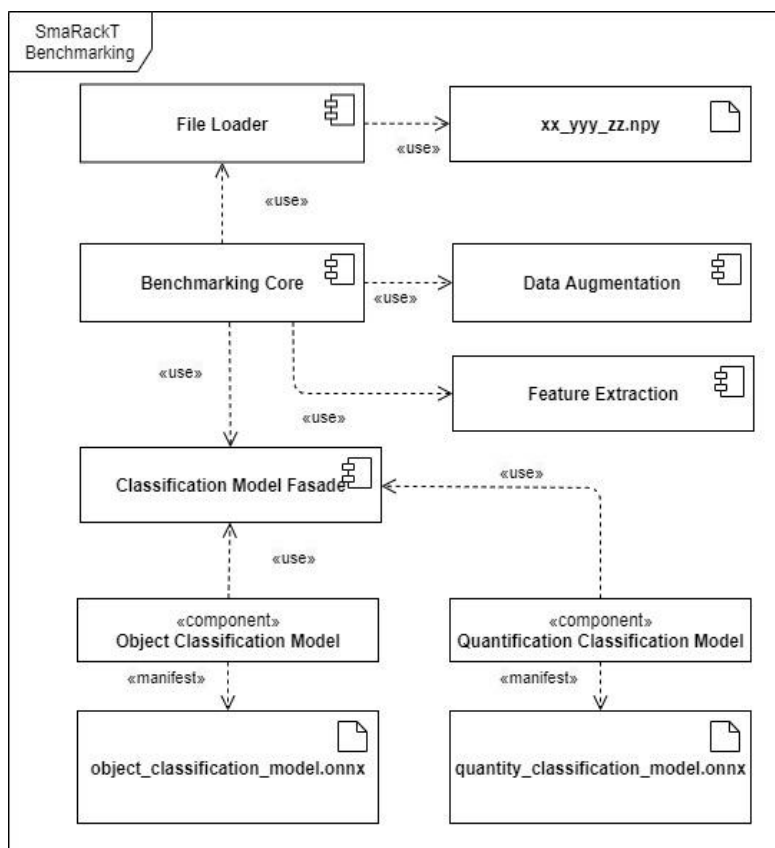 SmaRackT
Benchmarking
File Loader
xx_yyy_zz.npy
«use»
«use»
Benchmarking Core
Data Augmentation
«use»
«use»
Feature Extraction
«use»
Classification Model Fasade
«use»
«use»
«component»
Object Classification Model
«component»
Quantification Classification Model
«manifest»
«manifest»
object_classification_model.onnx
quantity_classification_model.onnx